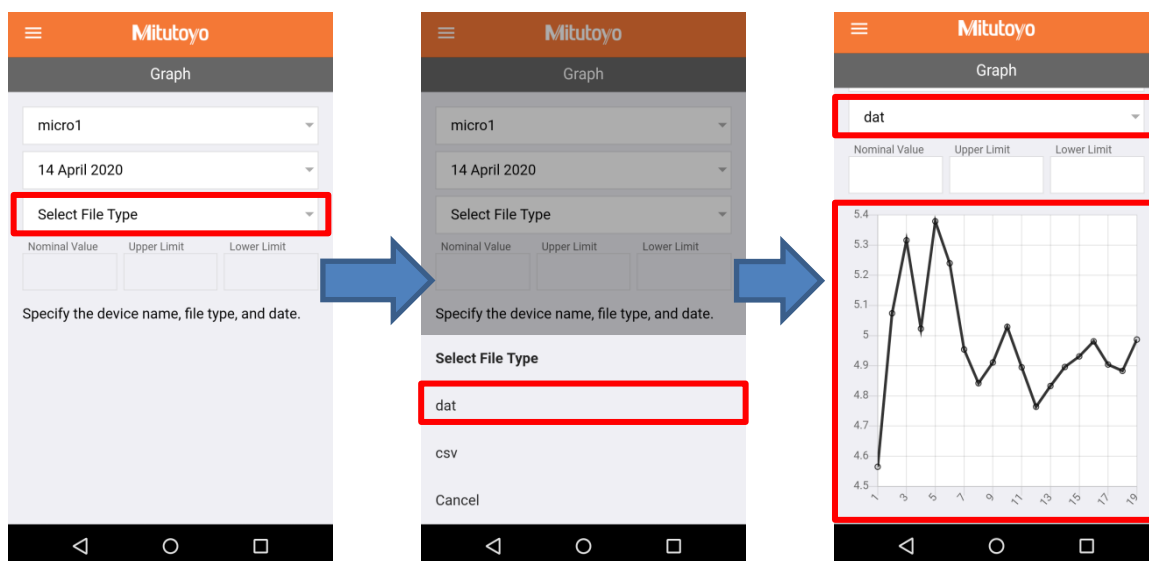 Mitutoyo
Graph
micro1
14 April 2020
Select File Type
Nominal Value Upper Limit Lower Limit
Specify the device name, file type, and date.
Mitutoyo
Graph
micro1
14 April 2020
Select File Type
Nominal Value Upper Limit Lower Limit
Specify the device name, file type, and date.
Select File Type
dat
csv
Cancel
Mitutoyo
Graph
dat
Nominal Value Upper Limit Lower Limit
5.4
5.3
5.2
5.1
5
4.9
4.8
4.7
4.6
4.5
1 3 5 7 9 11 13 15 17 19